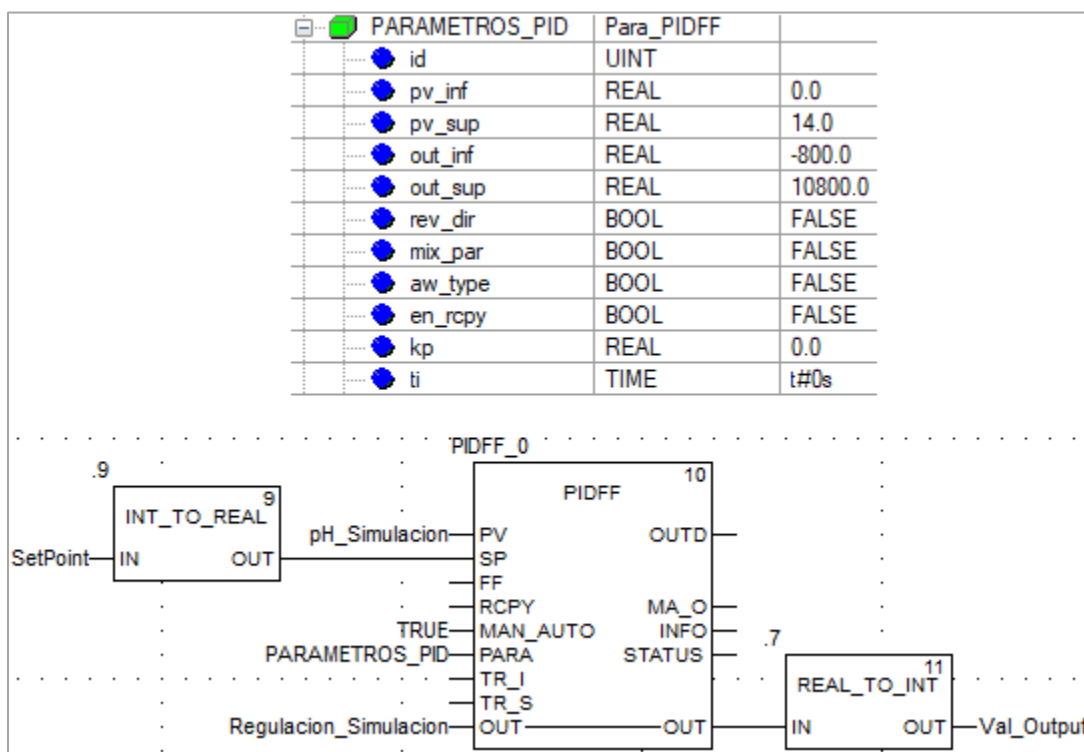 PARAMETROS_PID Para_PIDFF
id UINT
pv_inf REAL 0.0
pv_sup REAL 14.0
out_inf REAL -800.0
out_sup REAL 10800.0
rev_dir BOOL FALSE
mix_par BOOL FALSE
aw_type BOOL FALSE
en_rcpy BOOL FALSE
kp REAL 0.0
ti TIME t#0s
PIDFF_0
.9 10
9 PIDFF
INT_TO_REAL
pH_Simulacion PV OUTD
SetPoint IN OUT SP
FF
RCPY MA_O
TRUE MAN_AUTO INFO .7
PARAMETROS_PID PARA STATUS
TR_I 11
REAL_TO_INT
TR_S
Regulacion_Simulacion OUT OUT IN OUT Val_Output